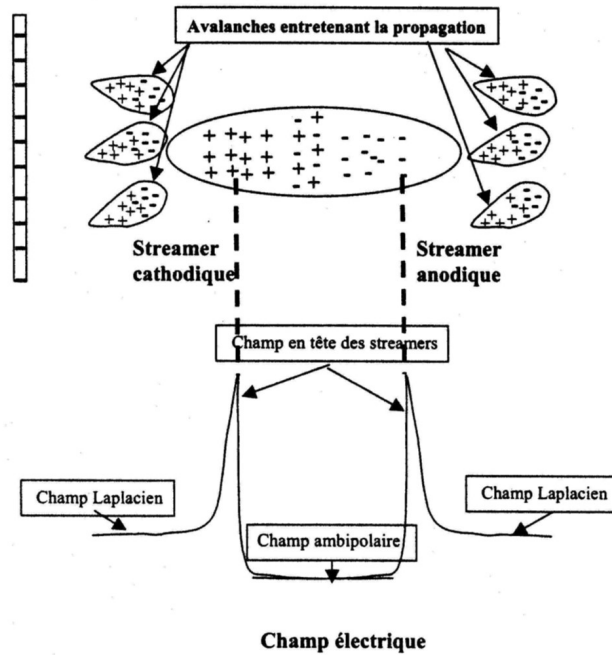 Avalanches entretenant la propagation
Streamer
cathodique
Streamer
anodique
Champ en tête des streamers
Champ Laplacien
Champ Laplacien
Champ ambipolaire
Champ électrique